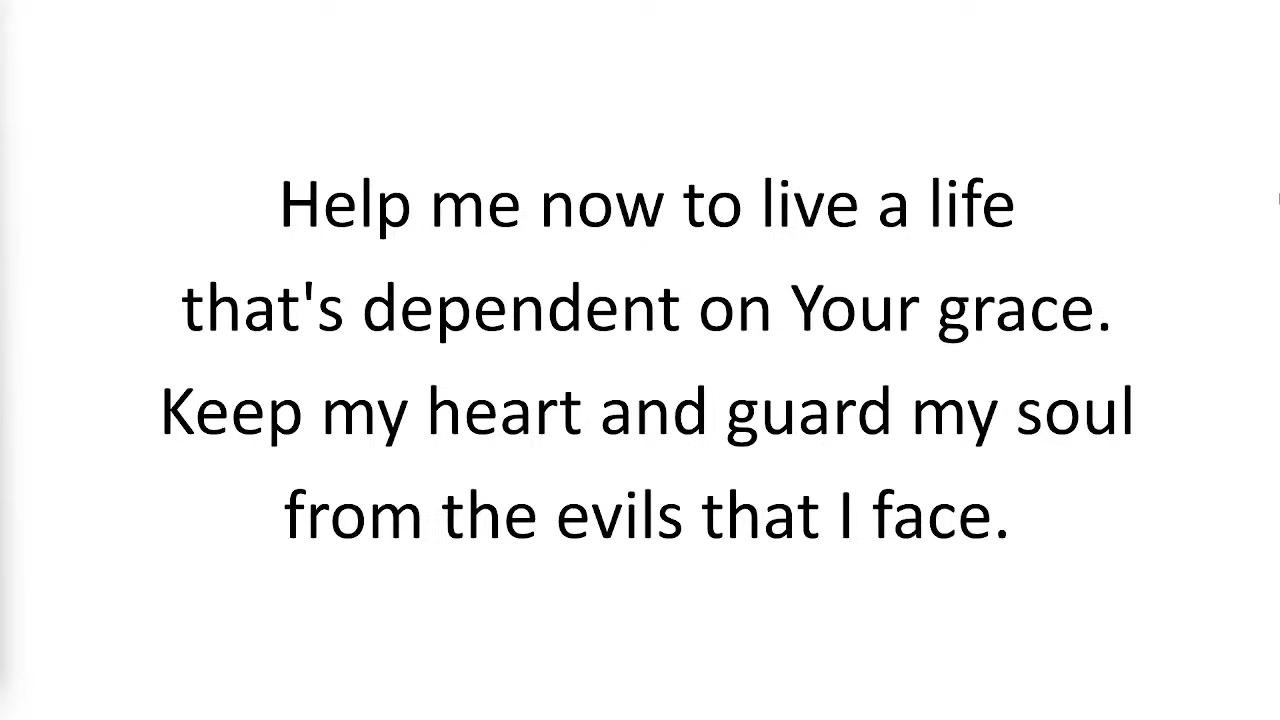 Help me now to live a life
that's dependent on Your grace.
Keep my heart and guard my soul
from the evils that I face.